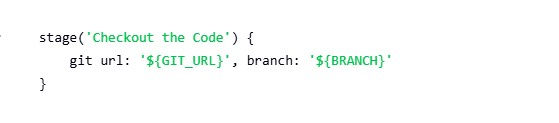 stage('Checkout the Code') {
    git url: '${GIT_URL}', branch: '${BRANCH}'
}